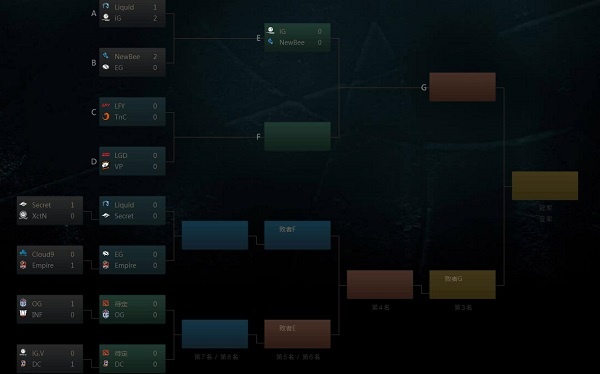 A
Liquid 1
IG 2
B
NewBee 2
EG 0
E
IG 0
NewBee 0
C
LFY 0
TnC 0
D
LGD 0
VP 0
F
G
Secret 1
XctN 0
Liquid 0
Secret 0
Cloud9 0
Empire 1
EG 0
Empire 0
败者F
OG 1
INF 0
待定 0
OG 0
IG.V 0
DC 1
待定 0
DC 0
败者E
败者G
冠军
亚军
第7名 / 第8名
第5名 / 第6名
第4名
第3名